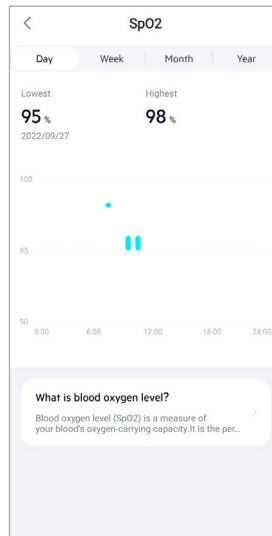 SpO2
Day Week Month Year
Lowest Highest
95 % 98 %
2022/09/27
100
95
90
0:00 6:00 12:00 18:00 24:00
What is blood oxygen level?
Blood oxygen level (SpO2) is a measure of
your blood's oxygen-carrying capacity.It is the per...